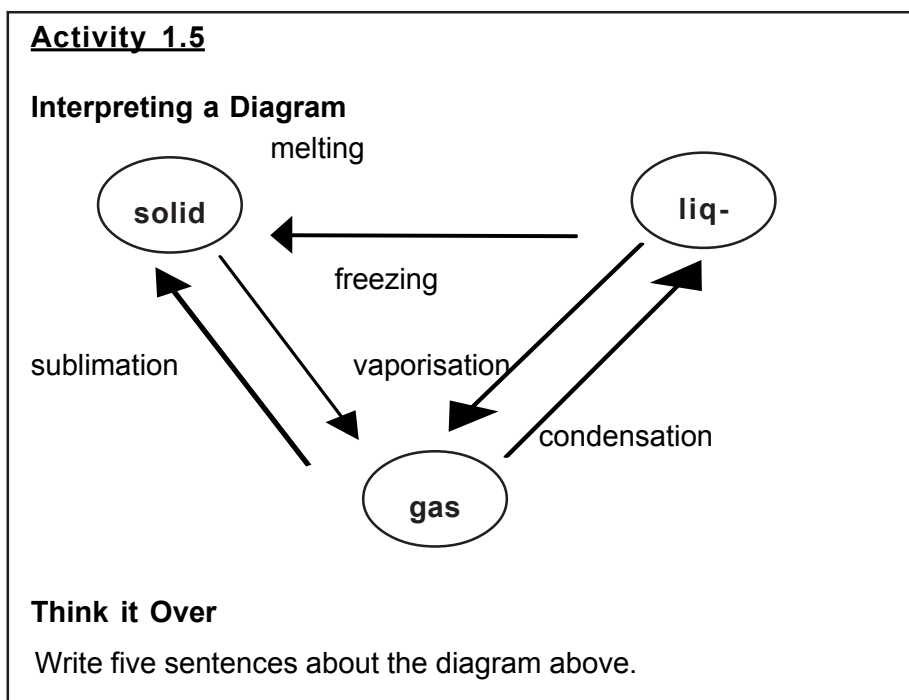 Activity 1.5
Interpreting a Diagram
melting
solid
liq-
freezing
sublimation
vaporisation
condensation
gas
Think it Over
Write five sentences about the diagram above.